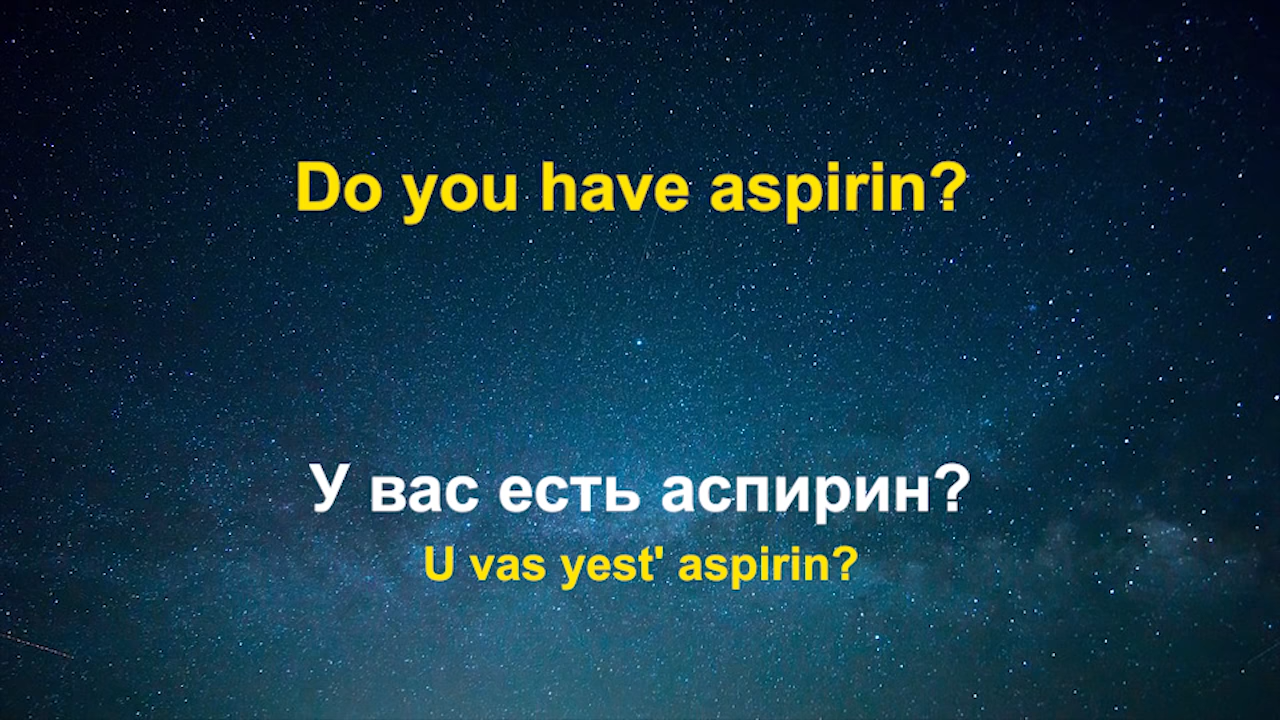 Do you have aspirin?
У вас есть аспирин?
U vas yest' aspirin?